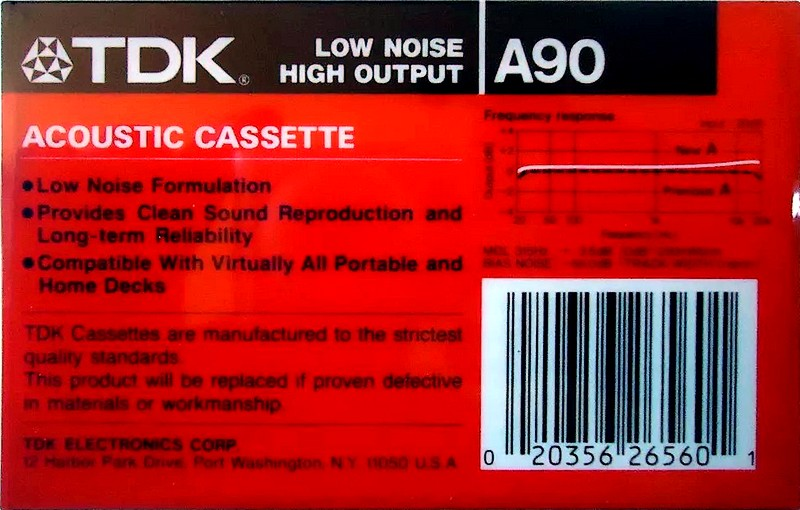 TDK®
LOW NOISE
HIGH OUTPUT
A90
ACOUSTIC CASSETTE
•Low Noise Formulation
•Provides Clean Sound Reproduction and
Long-term Reliability
•Compatible With Virtually All Portable and
Home Decks
TDK Cassettes are manufactured to the strictest
quality standards.
This product will be replaced if proven defective
in materials or workmanship.
TDK ELECTRONICS CORP.
12 Harbor Park Drive, Port Washington, N.Y. 11050 U.S.A.
Frequency response
New A
Previous A
0 20356 26560 1